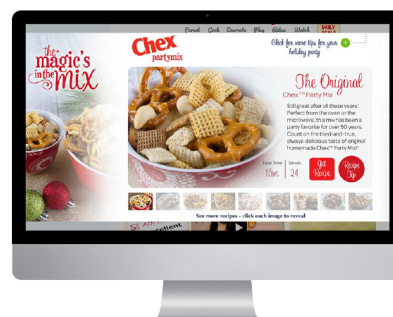 Parent Cook Decorate Play Relax Watch
DAILY
DEALS
the
magic's
in the Mix
Chex
partymix
Click for more tips for your
holiday party
The Original
Chex™ Party Mix
Still great after all these years!
Perfect from the oven or the
microwave; this mix has been a
party favorite for over 50 years.
Count on the tried-and-true,
always-delicious taste of original
homemade Chex™ Party Mix!
Total Time
Serves
24
Get
Recipe
Recipe
Tip
See more recipes - click each image to reveal